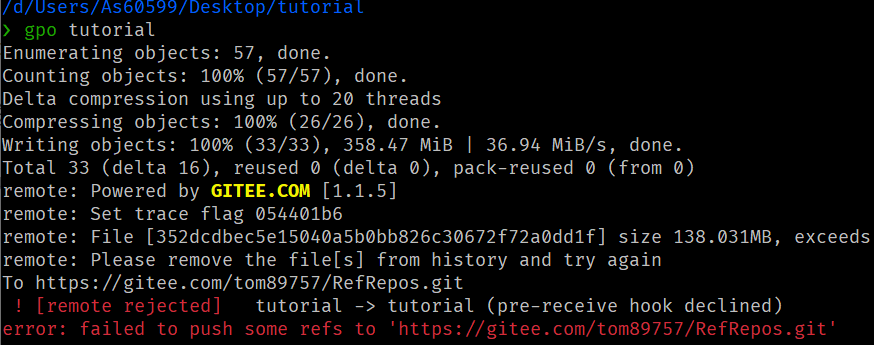 /d/Users/As60599/Desktop/tutorial
❯ gpo tutorial
Enumerating objects: 57, done.
Counting objects: 100% (57/57), done.
Delta compression using up to 20 threads
Compressing objects: 100% (26/26), done.
Writing objects: 100% (33/33), 358.47 MiB | 36.94 MiB/s, done.
Total 33 (delta 16), reused 0 (delta 0), pack-reused 0 (from 0)
remote: Powered by GITEE.COM [1.1.5]
remote: Set trace flag 054401b6
remote: File [352dcdbec5e15040a5b0bb826c30672f72a0dd1f] size 138.031MB, exceeds
remote: Please remove the file[s] from history and try again
To https://gitee.com/tom89757/RefRepos.git
 ! [remote rejected]   tutorial -> tutorial (pre-receive hook declined)
error: failed to push some refs to 'https://gitee.com/tom89757/RefRepos.git'